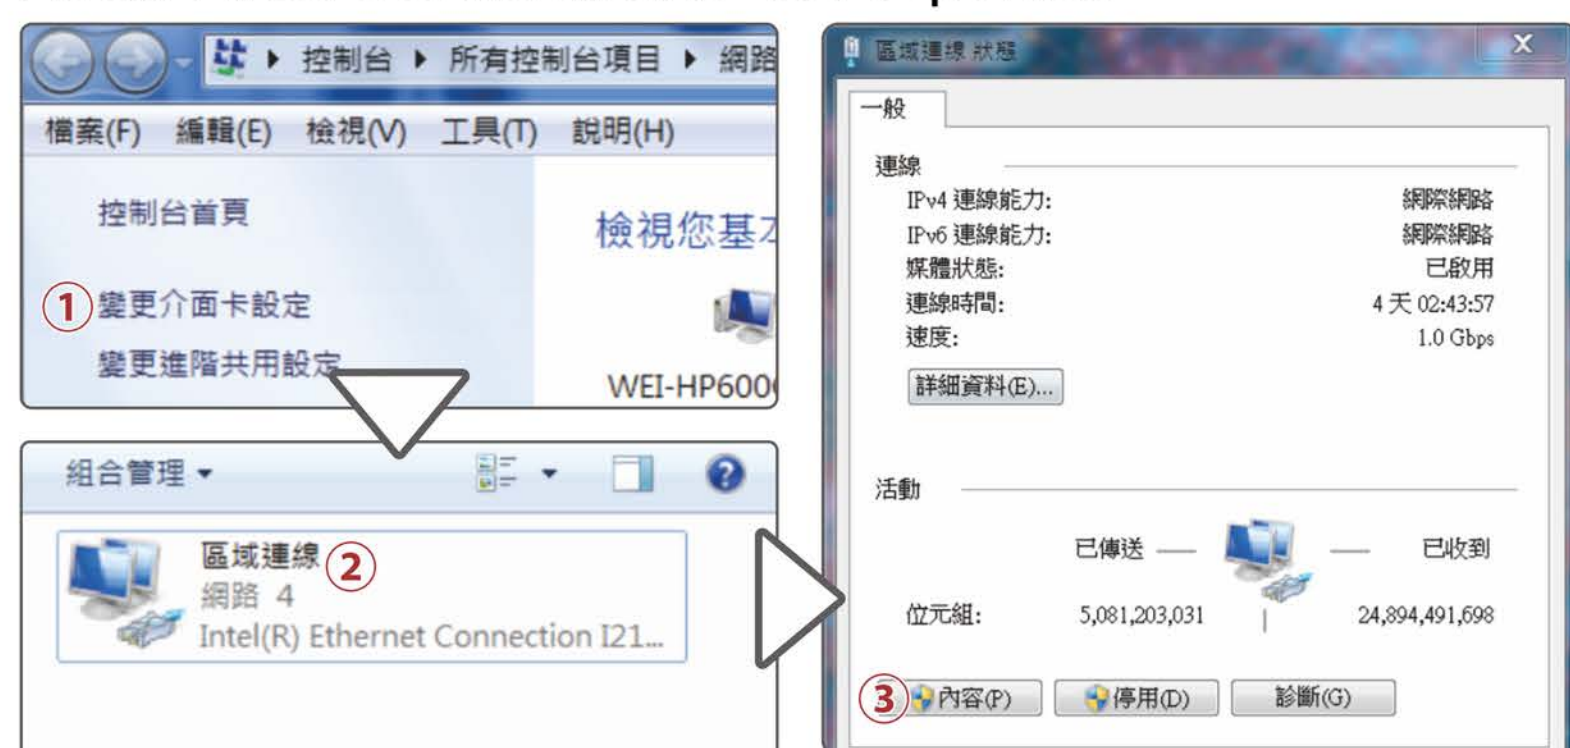 控制台 ▶ 所有控制台項目 ▶ 網路
檔案(F) 編輯(E) 檢視(V) 工具(T) 說明(H)
控制台首頁
檢視您基
① 變更介面卡設定
變更進階共用設定
WEI-HP600
組合管理
區域連線 ②
網路 4
Intel(R) Ethernet Connection I21...
區域連線 狀態
一般
連線
IPv4 連線能力: 網際網路
IPv6 連線能力: 網際網路
媒體狀態: 已啟用
連線時間: 4 天 02:43:57
速度: 1.0 Gbps
詳細資料(E)...
活動
已傳送 — — 已收到
位元組: 5,081,203,031 | 24,894,491,698
③ 內容(P) 停用(D) 診斷(G)